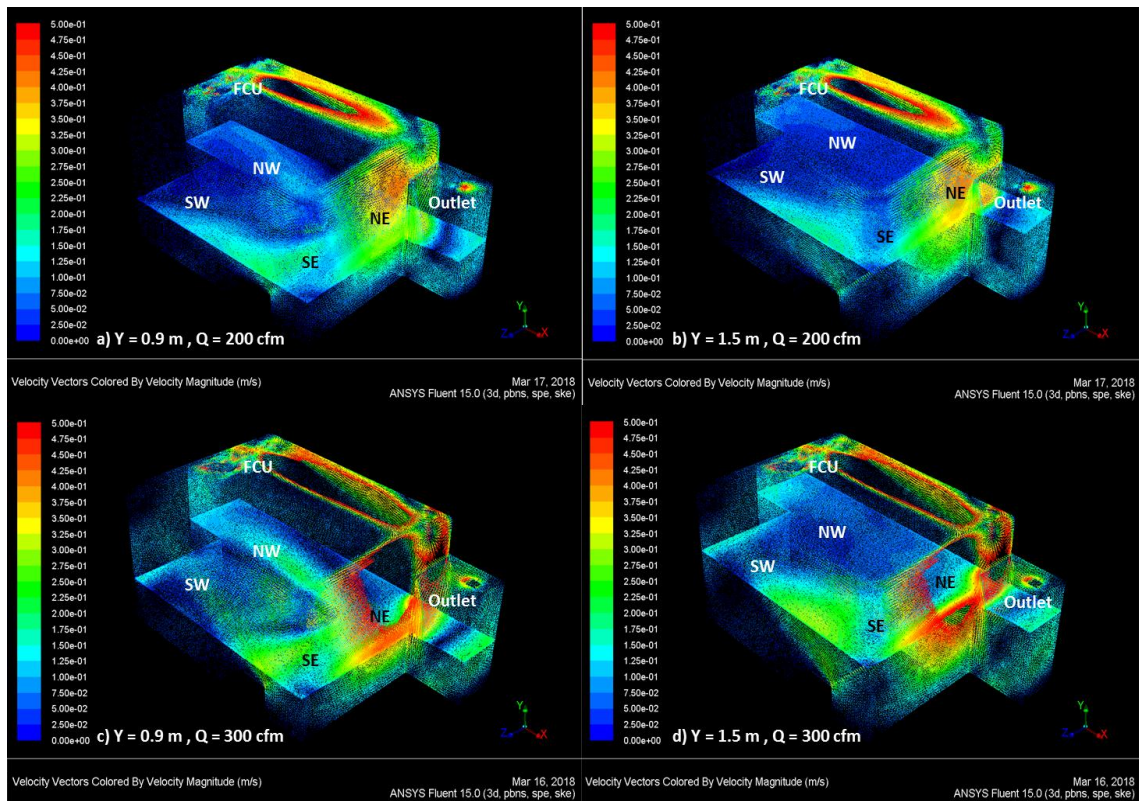 5.00e-01
4.75e-01
4.50e-01
4.25e-01
4.00e-01
3.75e-01
3.50e-01
3.25e-01
3.00e-01
2.75e-01
2.50e-01
2.25e-01
2.00e-01
1.75e-01
1.50e-01
1.25e-01
1.00e-01
7.50e-02
5.00e-02
2.50e-02
0.00e+00
FCU
NW
SW
Outlet
NE
SE
Y
Z
X
a) Y = 0.9 m , Q = 200 cfm
Velocity Vectors Colored By Velocity Magnitude (m/s)
Mar 17, 2018
ANSYS Fluent 15.0 (3d, pbns, spe, ske)
5.00e-01
4.75e-01
4.50e-01
4.25e-01
4.00e-01
3.75e-01
3.50e-01
3.25e-01
3.00e-01
2.75e-01
2.50e-01
2.25e-01
2.00e-01
1.75e-01
1.50e-01
1.25e-01
1.00e-01
7.50e-02
5.00e-02
2.50e-02
0.00e+00
FCU
NW
SW
NE
Outlet
SE
Y
Z
X
b) Y = 1.5 m , Q = 200 cfm
Velocity Vectors Colored By Velocity Magnitude (m/s)
Mar 17, 2018
ANSYS Fluent 15.0 (3d, pbns, spe, ske)
5.00e-01
4.75e-01
4.50e-01
4.25e-01
4.00e-01
3.75e-01
3.50e-01
3.25e-01
3.00e-01
2.75e-01
2.50e-01
2.25e-01
2.00e-01
1.75e-01
1.50e-01
1.25e-01
1.00e-01
7.50e-02
5.00e-02
2.50e-02
0.00e+00
FCU
NW
SW
Outlet
NE
SE
Y
Z
X
c) Y = 0.9 m , Q = 300 cfm
Velocity Vectors Colored By Velocity Magnitude (m/s)
Mar 16, 2018
ANSYS Fluent 15.0 (3d, pbns, spe, ske)
5.00e-01
4.75e-01
4.50e-01
4.25e-01
4.00e-01
3.75e-01
3.50e-01
3.25e-01
3.00e-01
2.75e-01
2.50e-01
2.25e-01
2.00e-01
1.75e-01
1.50e-01
1.25e-01
1.00e-01
7.50e-02
5.00e-02
2.50e-02
0.00e+00
FCU
NW
SW
NE
Outlet
SE
Y
Z
X
d) Y = 1.5 m , Q = 300 cfm
Velocity Vectors Colored By Velocity Magnitude (m/s)
Mar 16, 2018
ANSYS Fluent 15.0 (3d, pbns, spe, ske)